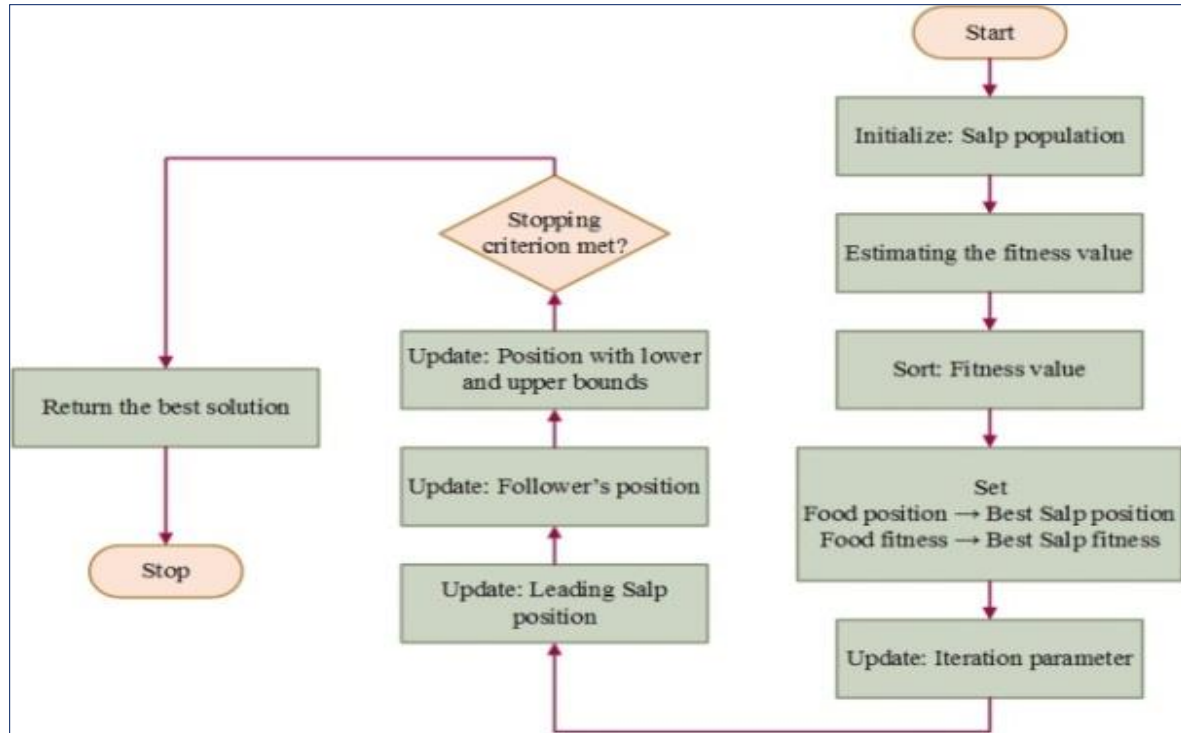 Start
Initialize: Salp population
Estimating the fitness value
Sort: Fitness value
Set
Food position → Best Salp position
Food fitness → Best Salp fitness
Update: Iteration parameter
Update: Leading Salp
position
Update: Follower’s position
Update: Position with lower
and upper bounds
Stopping
criterion met?
Return the best solution
Stop